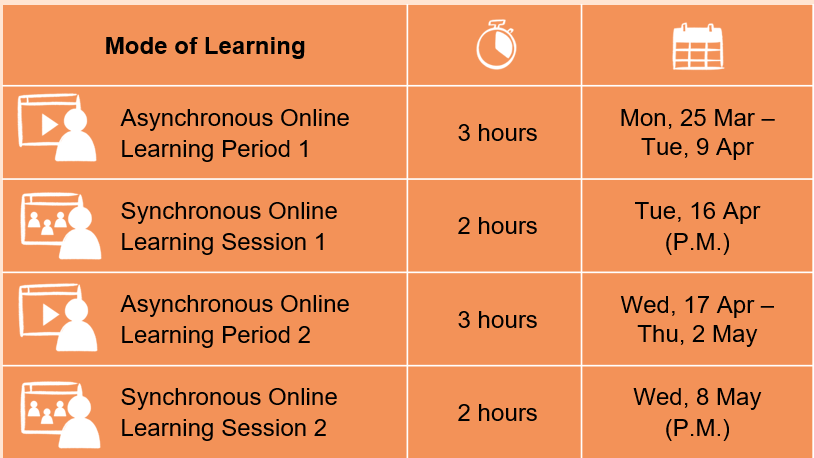 Mode of Learning
Asynchronous Online
Learning Period 1
3 hours
Mon, 25 Mar –
Tue, 9 Apr
Synchronous Online
Learning Session 1
2 hours
Tue, 16 Apr
(P.M.)
Asynchronous Online
Learning Period 2
3 hours
Wed, 17 Apr –
Thu, 2 May
Synchronous Online
Learning Session 2
2 hours
Wed, 8 May
(P.M.)